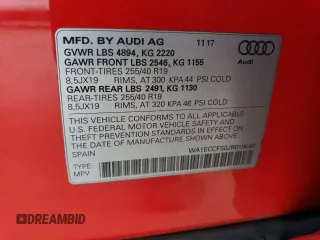 MFD. BY AUDI AG 11 17
GVWR LBS 4894, KG 2220
GAWR FRONT LBS 2546, KG 1155
FRONT-TIRES 255/40 R19
8,5JX19 RIMS, AT 300 KPA 44 PSI COLD
GAWR REAR LBS 2491, KG 1130
REAR-TIRES 255/40 R19
8,5JX19 RIMS, AT 320 KPA 46 PSI COLD
THIS VEHICLE CONFORMS TO ALL APPLICABLE
U.S. FEDERAL MOTOR VEHICLE SAFETY AND
THEFT PREVENTION STANDARDS IN EFFECT ON
THE DATE OF MANUFACTURE SHOWN ABOVE.
SPAIN
TYPE
MPV
DREAMBID